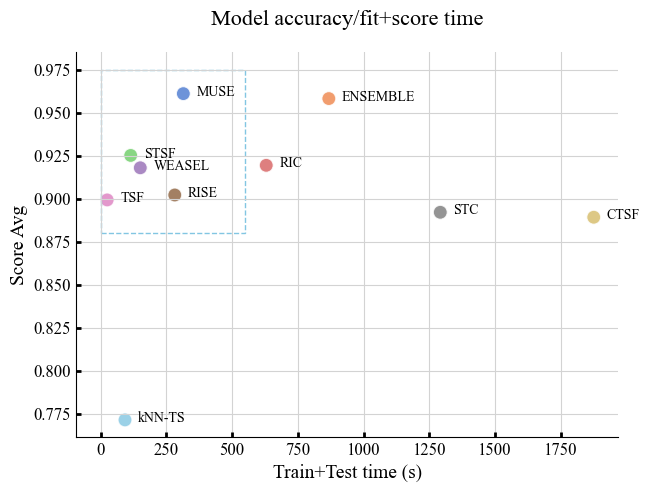 Model accuracy/fit+score time
Score Avg
0.975
0.950
0.925
0.900
0.875
0.850
0.825
0.800
0.775
MUSE
ENSEMBLE
STSF
WEASEL
RIC
RISE
TSF
STC
CTSF
kNN-TS
0 250 500 750 1000 1250 1500 1750
Train+Test time (s)